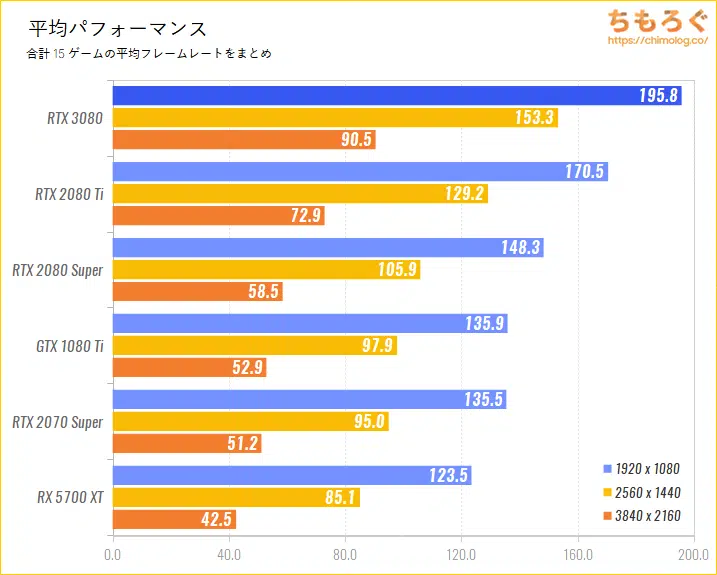 平均パフォーマンス
合計 15 ゲームの平均フレームレートをまとめ
ちもろぐ
https://chimolog.co/
RTX 3080
195.8
153.3
90.5
RTX 2080 Ti
170.5
129.2
72.9
RTX 2080 Super
148.3
105.9
58.5
GTX 1080 Ti
135.9
97.9
52.9
RTX 2070 Super
135.5
95.0
51.2
RX 5700 XT
123.5
85.1
42.5
1920 x 1080
2560 x 1440
3840 x 2160
0.0 40.0 80.0 120.0 160.0 200.0